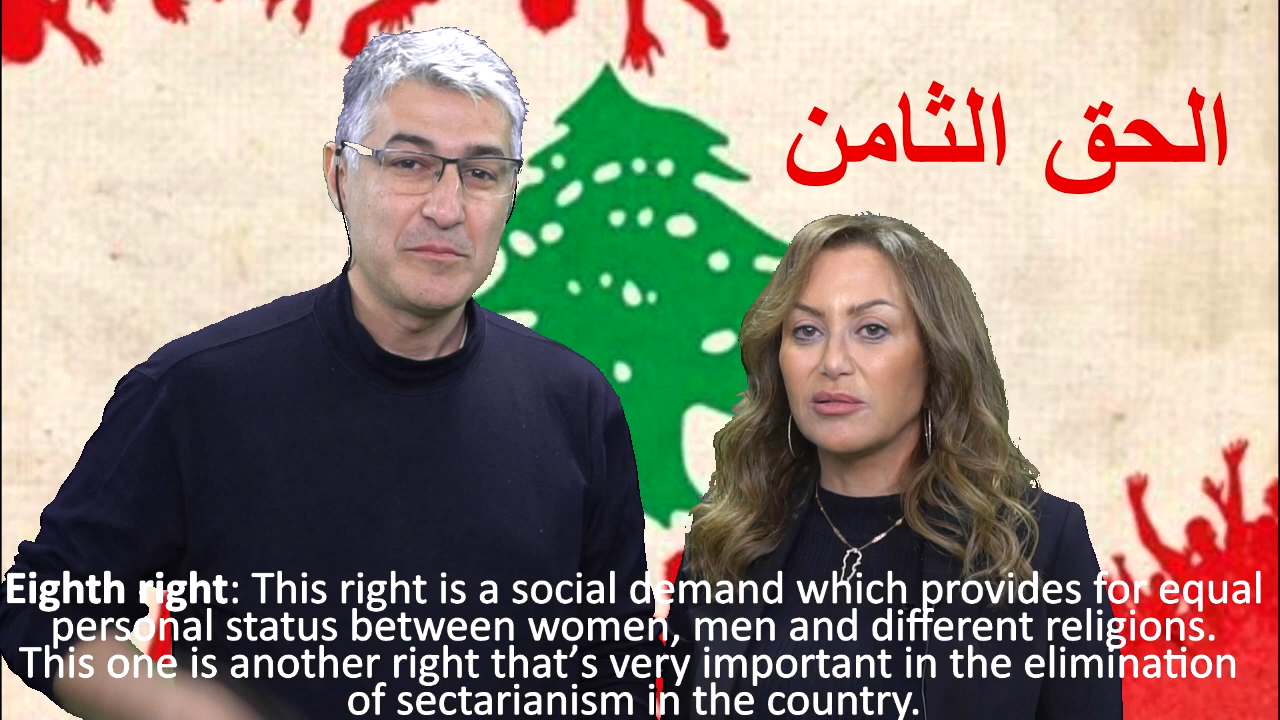 الحق الثامن
Eighth right: This right is a social demand which provides for equal
personal status between women, men and different religions.
This one is another right that’s very important in the elimination
of sectarianism in the country.